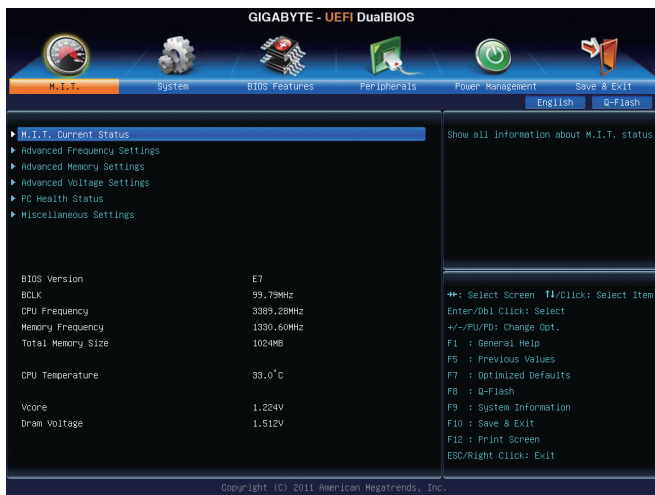 GIGABYTE - UEFI DualBIOS
M.I.T.
System
BIOS Features
Peripherals
Power Management
Save & Exit
English
Q-Flash
M.I.T. Current Status
Advanced Frequency Settings
Advanced Memory Settings
Advanced Voltage Settings
PC Health Status
Miscellaneous Settings
Show all information about M.I.T. status
BIOS Version E7
BCLK 99.79MHz
CPU Frequency 3389.28MHz
Memory Frequency 1330.60MHz
Total Memory Size 1024MB
CPU Temperature 33.0°C
Vcore 1.224V
Dram Voltage 1.512V
→←: Select Screen ↑↓/Click: Select Item
Enter/Dbl Click: Select
+/-/PU/PD: Change Opt.
F1 : General Help
F5 : Previous Values
F7 : Optimized Defaults
F8 : Q-Flash
F9 : System Information
F10 : Save & Exit
F12 : Print Screen
ESC/Right Click: Exit
Copyright (C) 2011 American Megatrends, Inc.